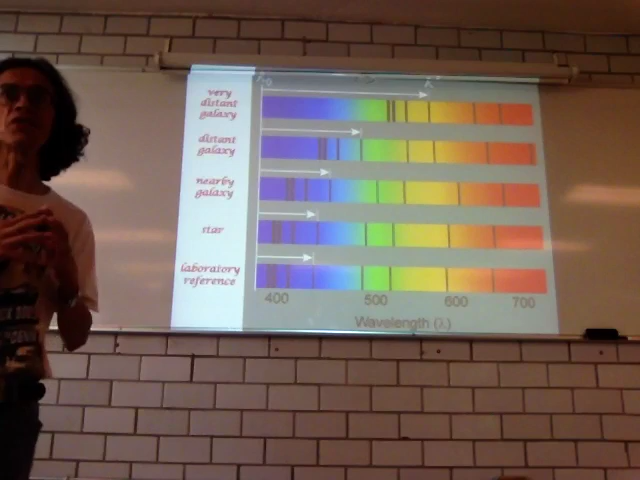 very
distant
galaxy
distant
galaxy
nearby
galaxy
star
laboratory
reference
400 500 600 700
Wavelength (λ)